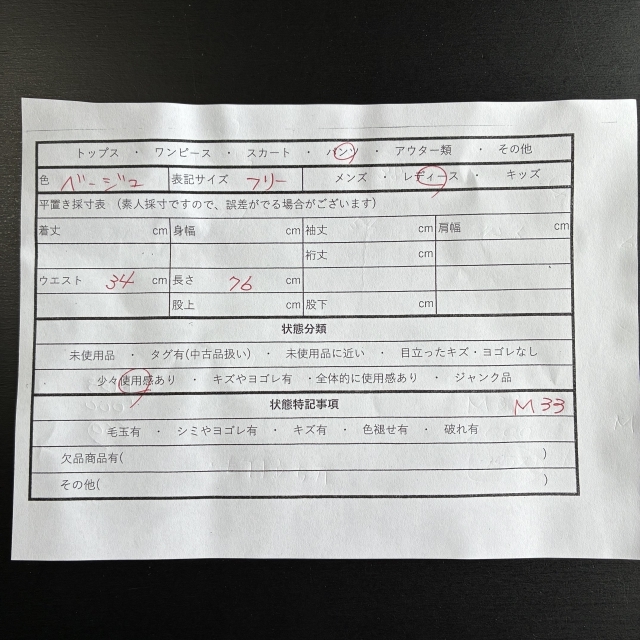 トップス ・ ワンピース ・ スカート ・ パンツ ・ アウター類 ・ その他
色 ベージュ 表記サイズ フリー メンズ ・ レディース ・ キッズ
平置き採寸表 (素人採寸ですので、誤差がでる場合がございます)
着丈 cm 身幅 cm 袖丈 cm 肩幅 cm
裄丈 cm
ウエスト 34 cm 長さ 76 cm
股上 cm 股下 cm
状態分類
未使用品 ・ タグ有(中古品扱い) ・ 未使用品に近い ・ 目立ったキズ・ヨゴレなし
少々使用感あり ・ キズやヨゴレ有 ・全体的に使用感あり ・ ジャンク品
状態特記事項 M33
毛玉有 ・ シミやヨゴレ有 ・ キズ有 ・ 色褪せ有 ・ 破れ有
欠品商品有( )
その他( )